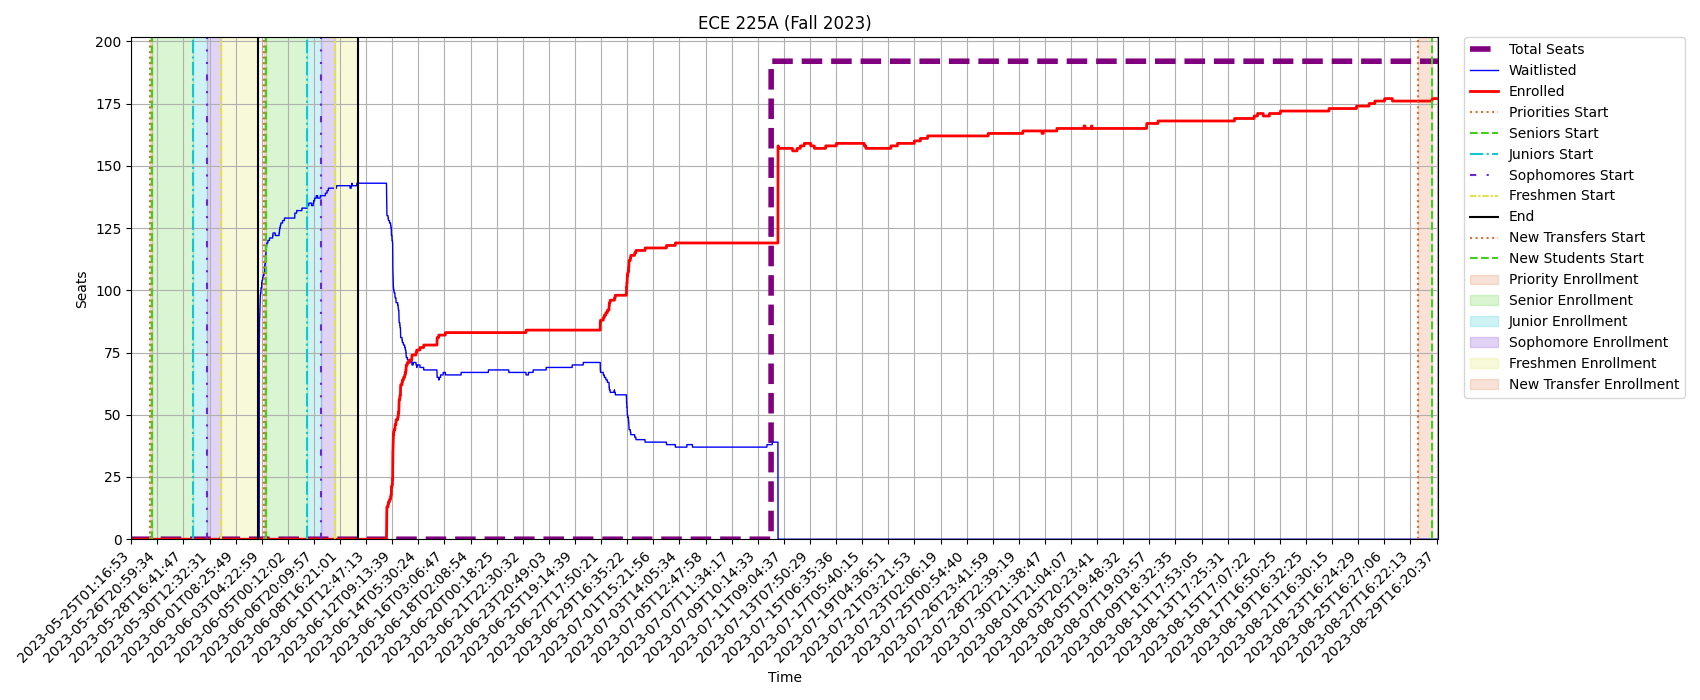 ECE 225A (Fall 2023)
Seats
200
175
150
125
100
75
50
25
0
2023-05-25T01:16:53
2023-05-26T20:59:34
2023-05-28T16:41:47
2023-05-30T12:32:31
2023-06-01T08:25:49
2023-06-03T04:22:59
2023-06-05T00:12:02
2023-06-06T20:09:57
2023-06-08T16:21:01
2023-06-10T12:47:13
2023-06-12T09:13:39
2023-06-14T05:30:24
2023-06-16T03:06:47
2023-06-18T02:08:54
2023-06-20T00:18:25
2023-06-21T22:30:32
2023-06-23T20:49:03
2023-06-25T19:14:39
2023-06-27T17:50:21
2023-06-29T16:35:22
2023-07-01T15:21:56
2023-07-03T14:05:34
2023-07-05T12:47:58
2023-07-07T11:34:17
2023-07-09T10:14:33
2023-07-11T09:04:37
2023-07-13T07:50:29
2023-07-15T06:35:36
2023-07-17T05:40:15
2023-07-19T04:36:51
2023-07-21T03:21:53
2023-07-23T02:06:19
2023-07-25T00:54:40
2023-07-26T23:41:59
2023-07-28T22:39:19
2023-07-30T21:38:47
2023-08-01T21:04:07
2023-08-03T20:23:41
2023-08-05T19:48:32
2023-08-07T19:03:57
2023-08-09T18:32:35
2023-08-11T17:53:05
2023-08-13T17:25:31
2023-08-15T17:07:22
2023-08-17T16:50:25
2023-08-19T16:32:25
2023-08-21T16:30:15
2023-08-23T16:24:29
2023-08-25T16:27:06
2023-08-27T16:22:13
2023-08-29T16:20:37
Time
Total Seats
Waitlisted
Enrolled
Priorities Start
Seniors Start
Juniors Start
Sophomores Start
Freshmen Start
End
New Transfers Start
New Students Start
Priority Enrollment
Senior Enrollment
Junior Enrollment
Sophomore Enrollment
Freshmen Enrollment
New Transfer Enrollment